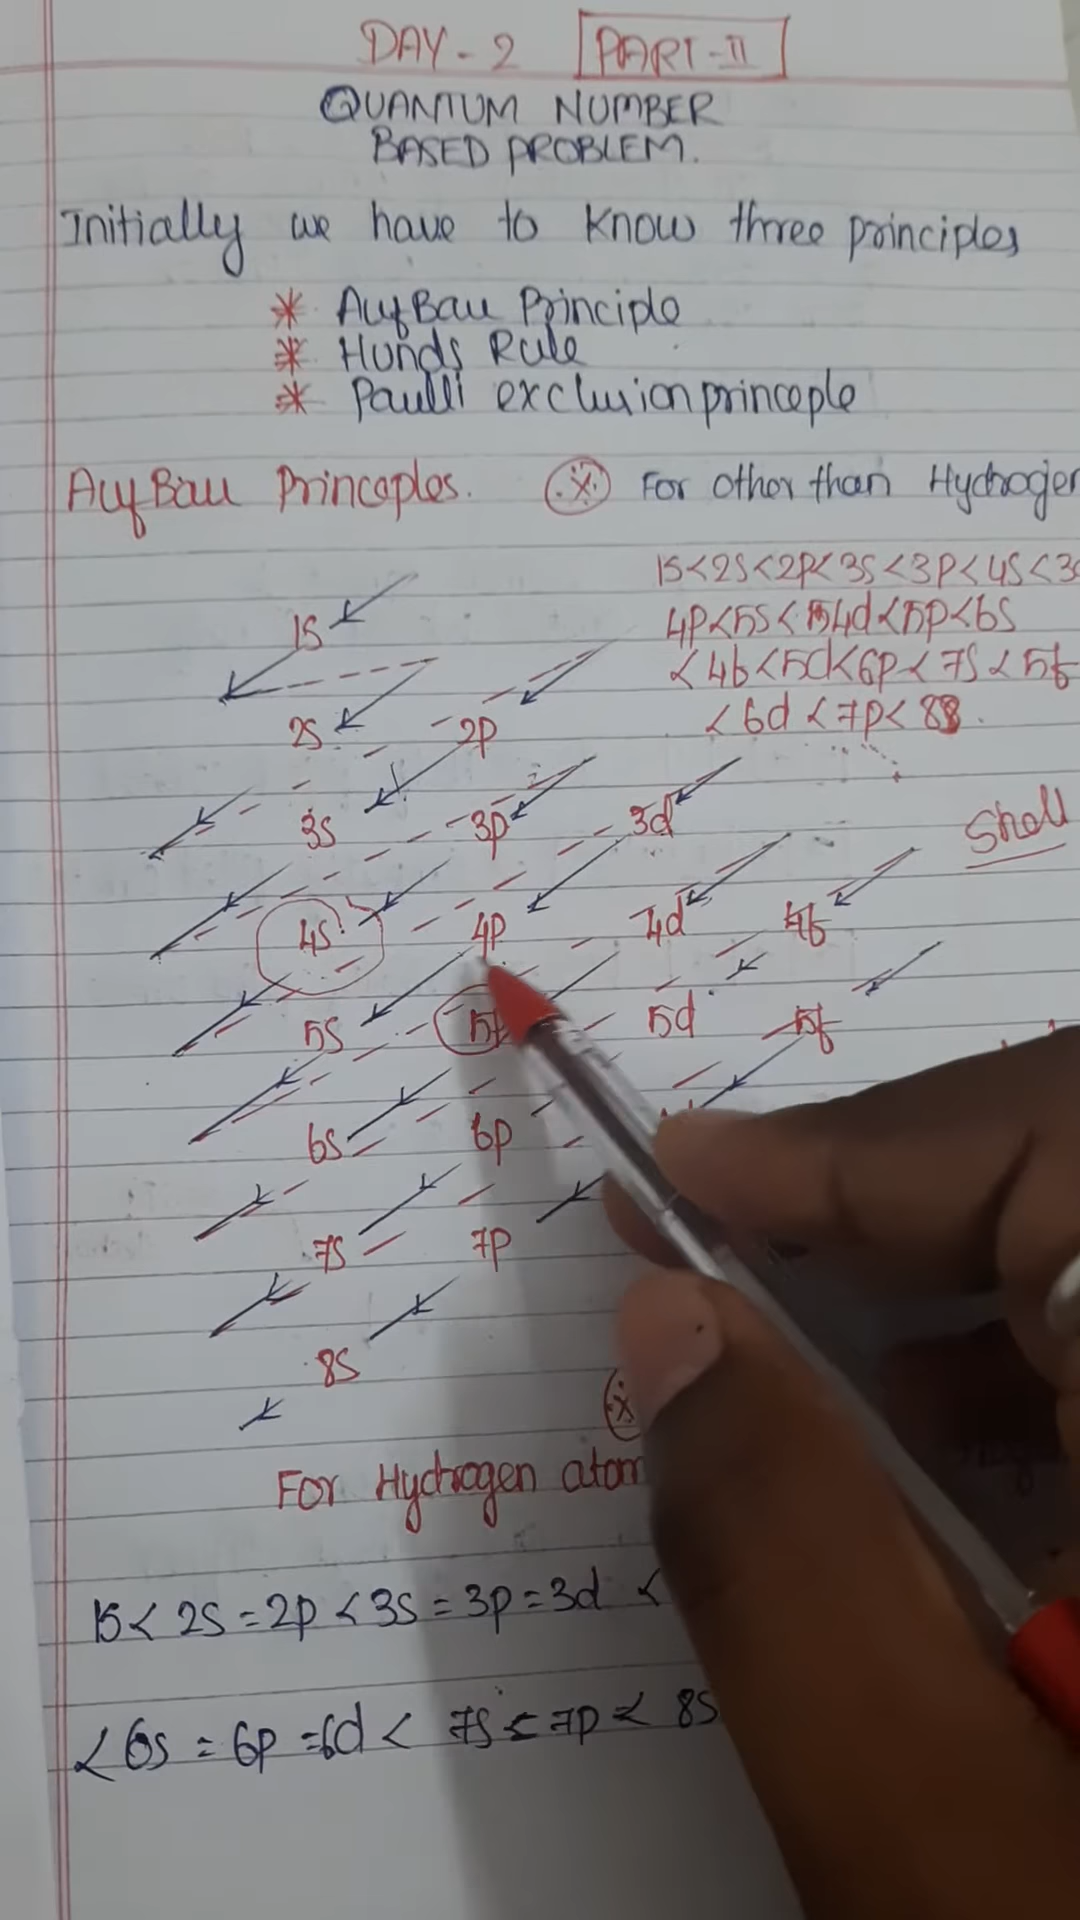 DAY - 2 PART-II
QUANTUM NUMBER
BASED PROBLEM.
Initially we have to know three principles
* AufBau Principle
* Hunds Rule
* Paulli exclusion princeple
AufBau Princeples. For other than Hydrogen
1S<2S<2P<3S<3P<4S<3d
4P<5S<4d<5P<6S
<4f<5d<6p<7S<5f
<6d<7p<8S.
1S
2S 2p
3S 3p 3d
Shell
4S 4p 4d 4f
5S 5d 5f
6S 6p
7S 7p
8S
For Hydrogen atom
1S< 2S = 2p < 3S = 3p = 3d <
< 6S = 6p = 6d < 7S = 7p < 8S